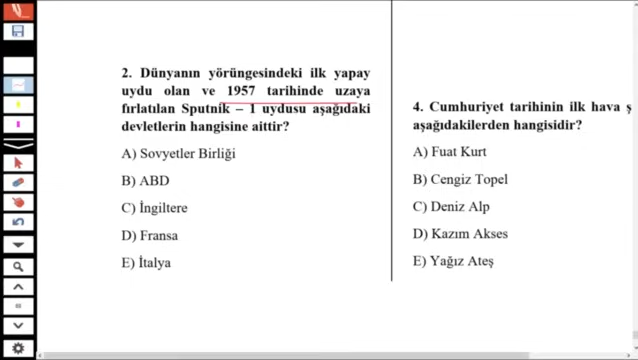 2. Dünyanın yörüngesindeki ilk yapay
uydu olan ve 1957 tarihinde uzaya
fırlatılan Sputnik – 1 uydusu aşağıdaki
devletlerin hangisine aittir?
A) Sovyetler Birliği
B) ABD
C) İngiltere
D) Fransa
E) İtalya
4. Cumhuriyet tarihinin ilk hava ş
aşağıdakilerden hangisidir?
A) Fuat Kurt
B) Cengiz Topel
C) Deniz Alp
D) Kazım Akses
E) Yağız Ateş